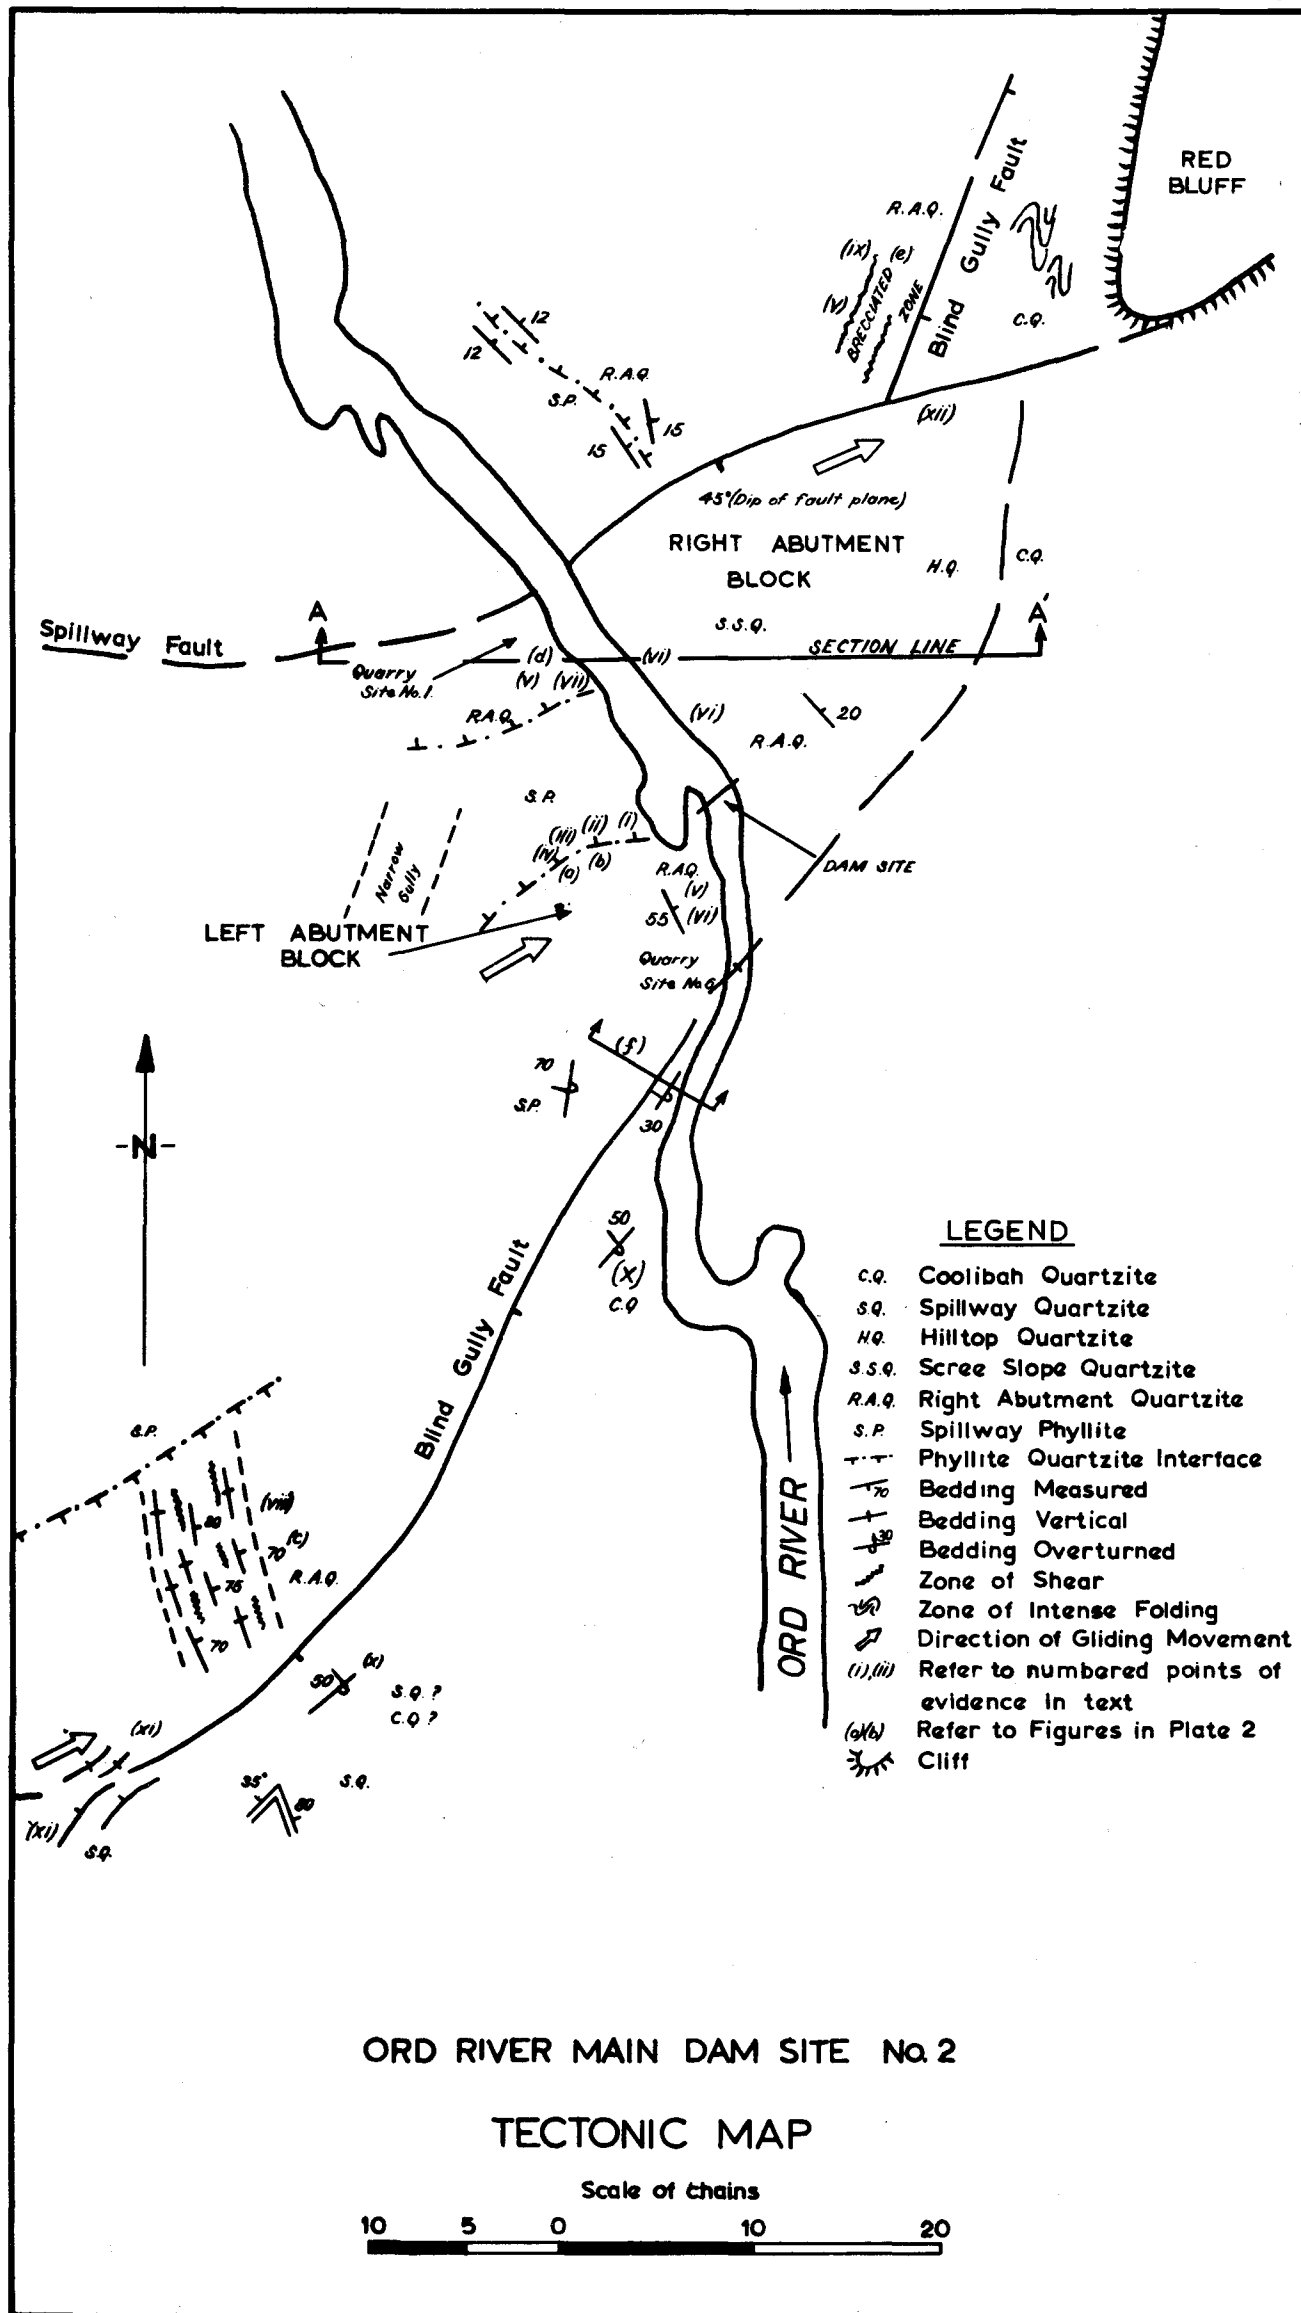 RED
BLUFF
R.A.Q.
Blind Gully Fault
(ix)
(e)
(v)
BRECCIATED
ZONE
C.Q.
12
12
R.A.Q.
S.P.
15
15
(xii)
45° (Dip of fault plane)
RIGHT ABUTMENT
BLOCK
H.Q.
C.Q.
S.S.Q.
A
A'
Spillway Fault
SECTION LINE
Quarry
Site No.1.
(d)
(vi)
(v) (vii)
R.A.Q.
(vi)
20
R.A.Q.
S.P.
(iii) (ii) (i)
(iv)
(a) (b)
Narrow
Gully
R.A.Q.
(v)
55 (vi)
DAM SITE
LEFT ABUTMENT
BLOCK
Quarry
Site No.6
(f)
70
S.P.
30
-N-
50
(x)
C.Q
Blind Gully Fault
LEGEND
C.Q. Coolibah Quartzite
S.Q. Spillway Quartzite
H.Q. Hilltop Quartzite
S.S.Q. Scree Slope Quartzite
R.A.Q. Right Abutment Quartzite
S.P. Spillway Phyllite
Phyllite Quartzite Interface
70 Bedding Measured
Bedding Vertical
30 Bedding Overturned
Zone of Shear
Zone of Intense Folding
Direction of Gliding Movement
(i),(ii) Refer to numbered points of
evidence in text
(a)(b) Refer to Figures in Plate 2
Cliff
ORD RIVER
S.P.
(viii)
80
70 (c)
75
R.A.Q.
70
50
(x)
S.Q. ?
C.Q ?
(xi)
35°
80
S.Q.
(xi)
S.Q.
ORD RIVER MAIN DAM SITE No. 2
TECTONIC MAP
Scale of chains
10 5 0 10 20